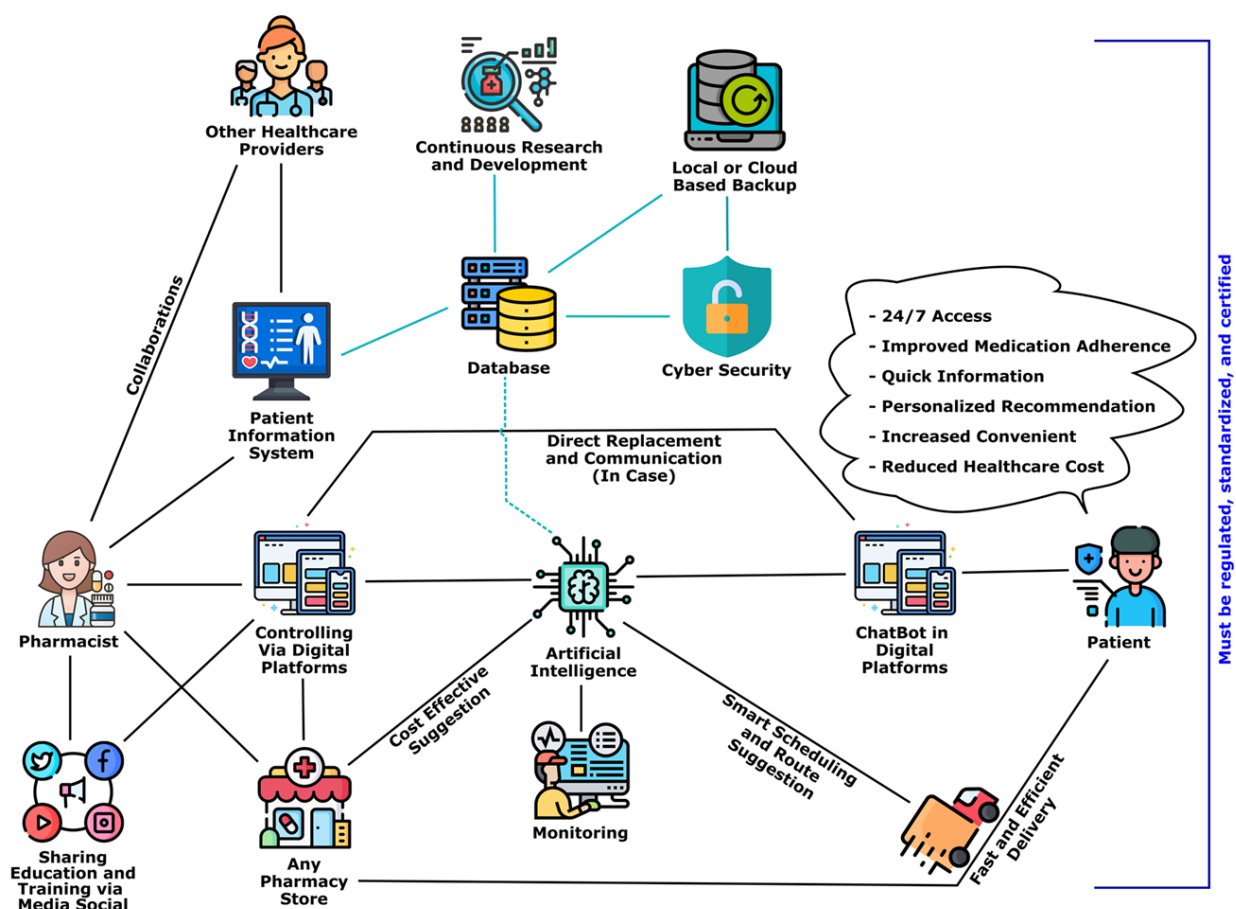 Other Healthcare
Providers
Continuous Research
and Development
Local or Cloud
Based Backup
Collaborations
Patient
Information
System
Database
Cyber Security
- 24/7 Access
- Improved Medication Adherence
- Quick Information
- Personalized Recommendation
- Increased Convenient
- Reduced Healthcare Cost
Direct Replacement
and Communication
(In Case)
Pharmacist
Controlling
Via Digital
Platforms
Artificial
Intelligence
ChatBot in
Digital
Platforms
Patient
Cost Effective
Suggestion
Smart Scheduling
and Route
Suggestion
Monitoring
Fast and Efficient
Delivery
Sharing
Education and
Training via
Media Social
Any
Pharmacy
Store
Must be regulated, standardized, and certified